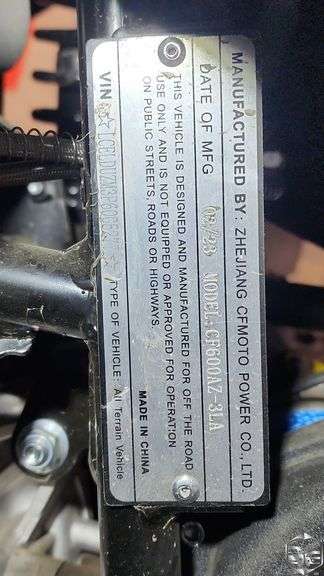 MANUFACTURED BY: ZHEJIANG CFMOTO POWER CO.,LTD.
DATE OF MFG 05/23 MODEL:CF600AZ-3LA
THIS VEHICLE IS DESIGNED AND MANUFACTURED FOR OFF THE ROAD
USE ONLY AND IS NOT EQUIPPED OR APPROVED FOR OPERATION
ON PUBLIC STREETS, ROADS OR HIGHWAYS.
MADE IN CHINA
VIN
TYPE OF VEHICLE: All Terrain Vehicle